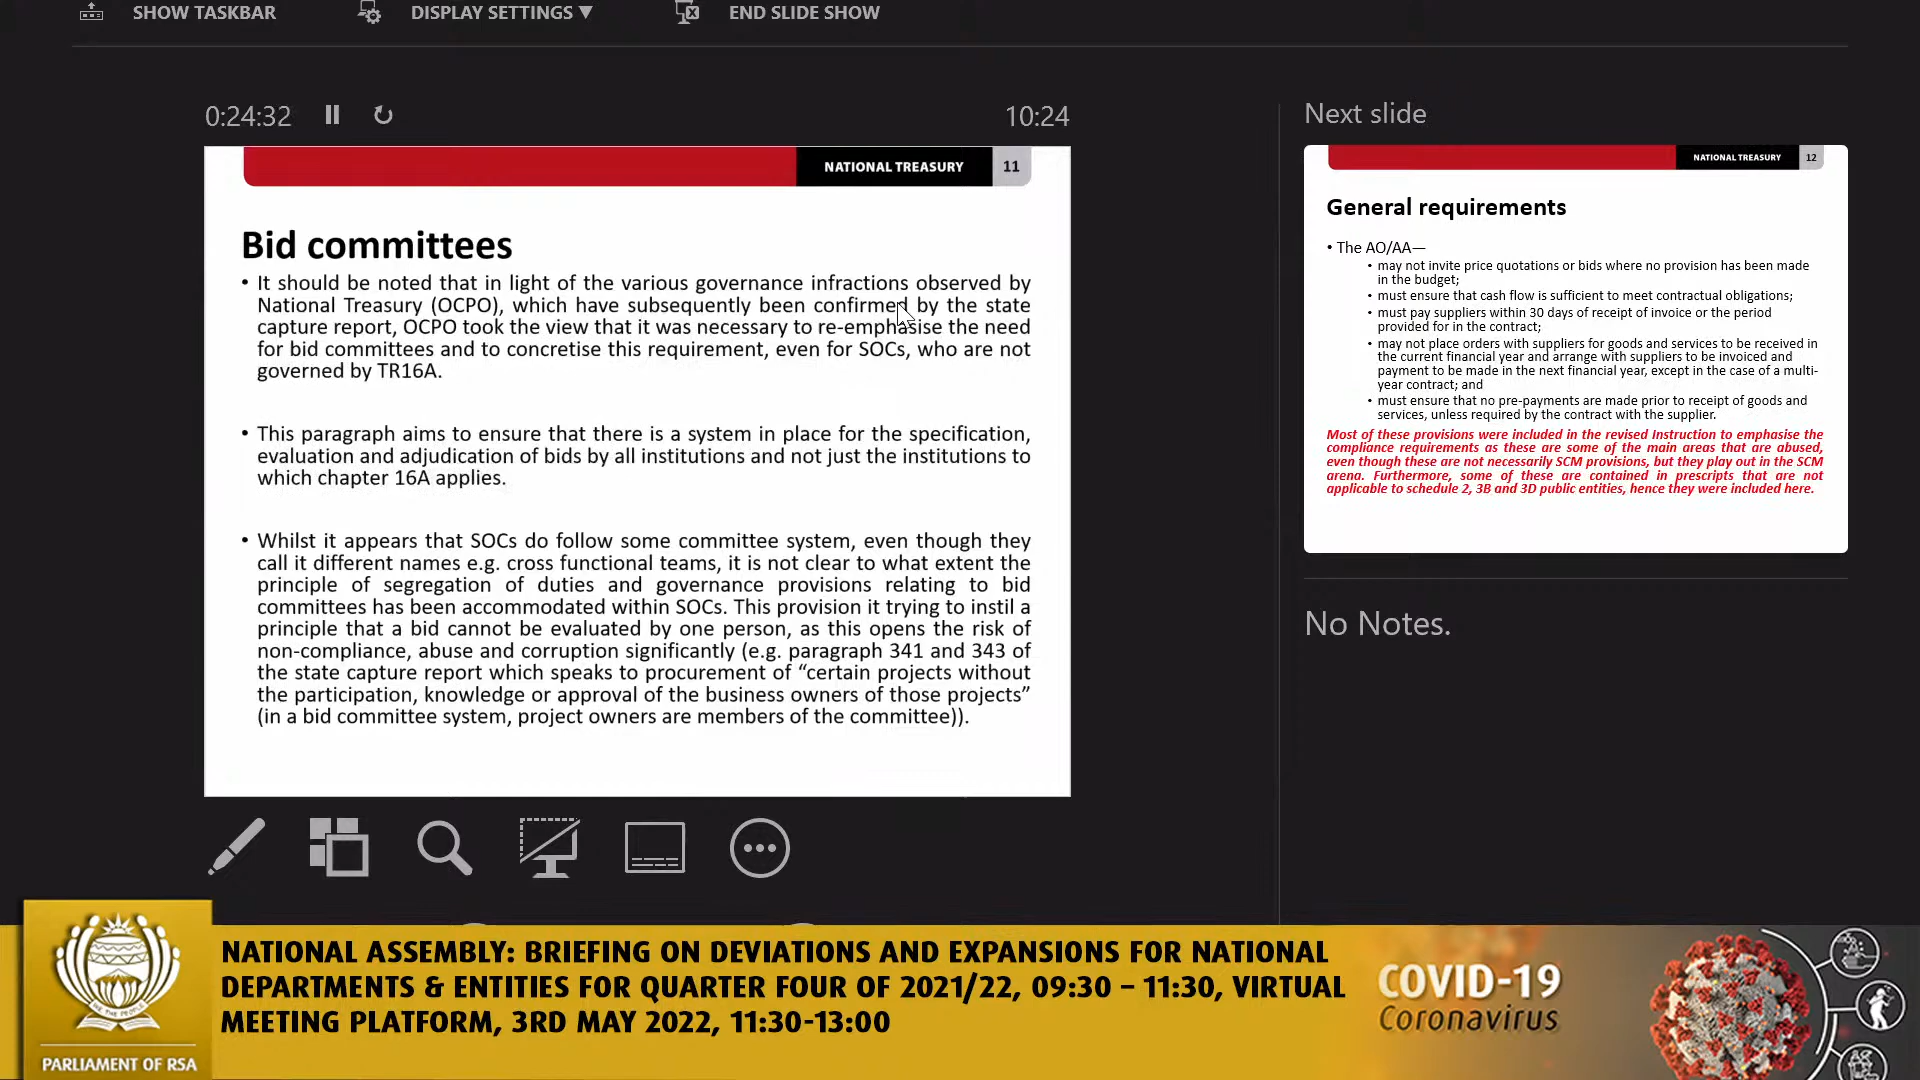 SHOW TASKBAR
DISPLAY SETTINGS ▼
END SLIDE SHOW
0:24:32
10:24
NATIONAL TREASURY 11
Bid committees
• It should be noted that in light of the various governance infractions observed by
National Treasury (OCPO), which have subsequently been confirmed by the state
capture report, OCPO took the view that it was necessary to re-emphasise the need
for bid committees and to concretise this requirement, even for SOCs, who are not
governed by TR16A.
• This paragraph aims to ensure that there is a system in place for the specification,
evaluation and adjudication of bids by all institutions and not just the institutions to
which chapter 16A applies.
• Whilst it appears that SOCs do follow some committee system, even though they
call it different names e.g. cross functional teams, it is not clear to what extent the
principle of segregation of duties and governance provisions relating to bid
committees has been accommodated within SOCs. This provision it trying to instil a
principle that a bid cannot be evaluated by one person, as this opens the risk of
non-compliance, abuse and corruption significantly (e.g. paragraph 341 and 343 of
the state capture report which speaks to procurement of “certain projects without
the participation, knowledge or approval of the business owners of those projects”
(in a bid committee system, project owners are members of the committee)).
Next slide
NATIONAL TREASURY 12
General requirements
• The AO/AA—
• may not invite price quotations or bids where no provision has been made
in the budget;
• must ensure that cash flow is sufficient to meet contractual obligations;
• must pay suppliers within 30 days of receipt of invoice or the period
provided for in the contract;
• may not place orders with suppliers for goods and services to be received in
the current financial year and arrange with suppliers to be invoiced and
payment to be made in the next financial year, except in the case of a multi-
year contract; and
• must ensure that no pre-payments are made prior to receipt of goods and
services, unless required by the contract with the supplier.
Most of these provisions were included in the revised Instruction to emphasise the
compliance requirements as these are some of the main areas that are abused,
even though these are not necessarily SCM provisions, but they play out in the SCM
arena. Furthermore, some of these are contained in prescripts that are not
applicable to schedule 2, 3B and 3D public entities, hence they were included here.
No Notes.
PARLIAMENT OF RSA
NATIONAL ASSEMBLY: BRIEFING ON DEVIATIONS AND EXPANSIONS FOR NATIONAL
DEPARTMENTS & ENTITIES FOR QUARTER FOUR OF 2021/22, 09:30 – 11:30, VIRTUAL
MEETING PLATFORM, 3RD MAY 2022, 11:30-13:00
COVID-19
Coronavirus